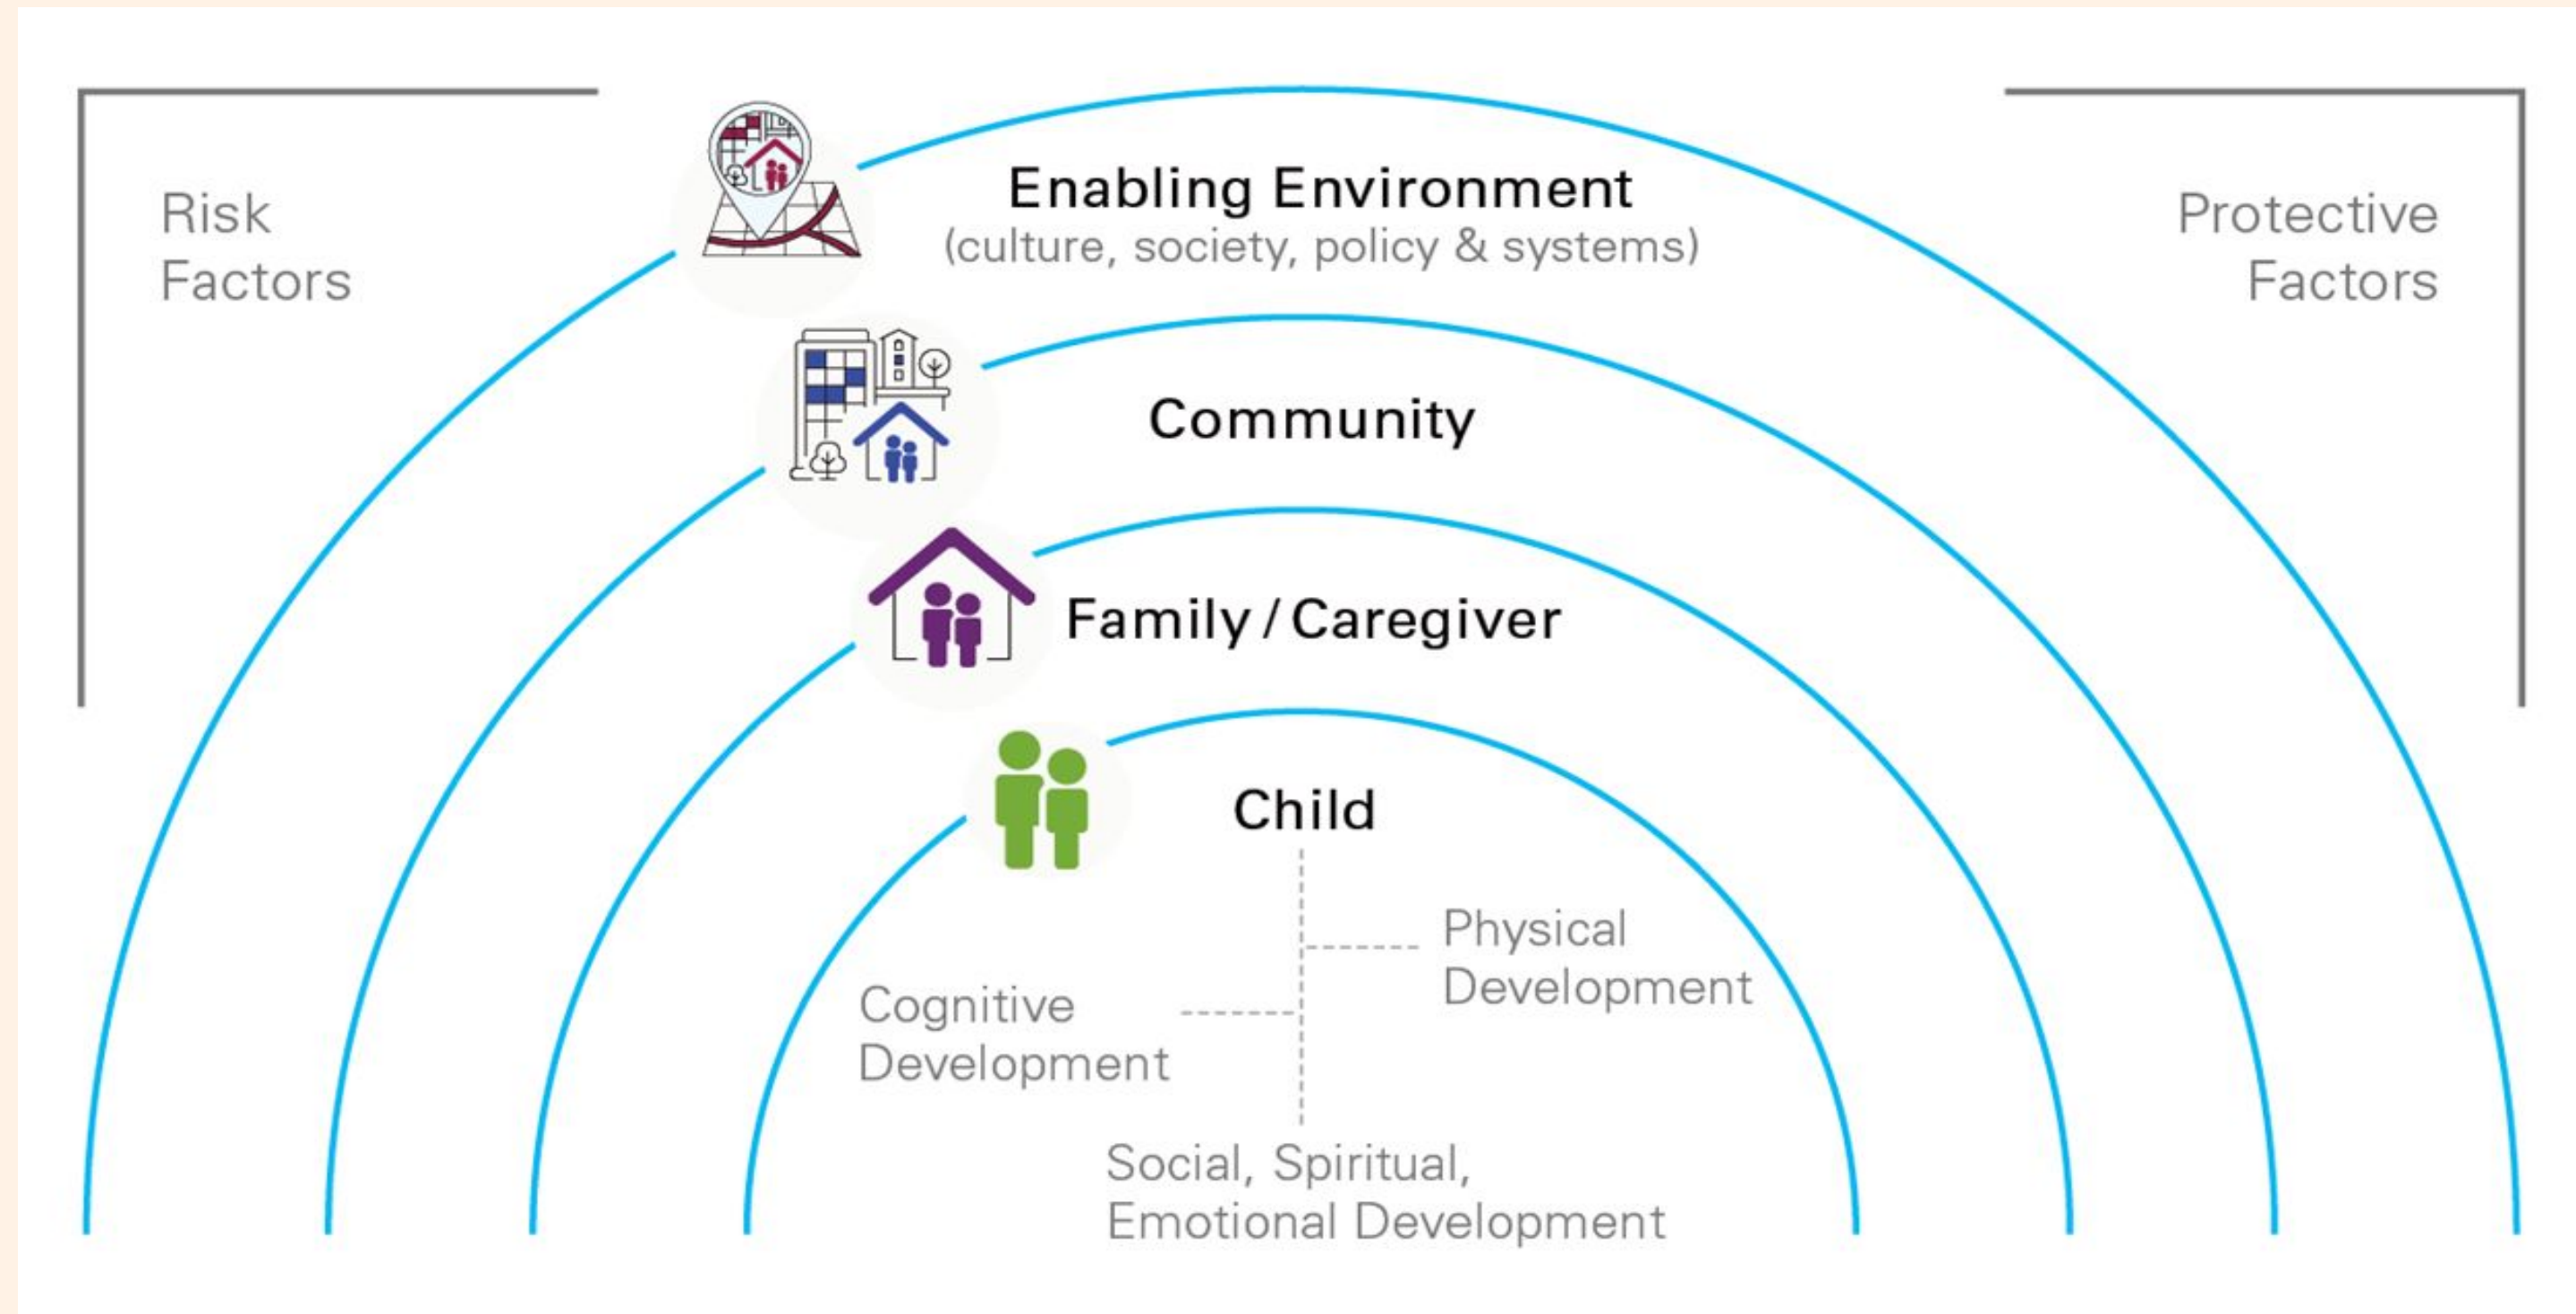 Risk
Factors
Enabling Environment
(culture, society, policy & systems)
Protective
Factors
Community
Family / Caregiver
Child
Physical
Development
Cognitive
Development
Social, Spiritual,
Emotional Development